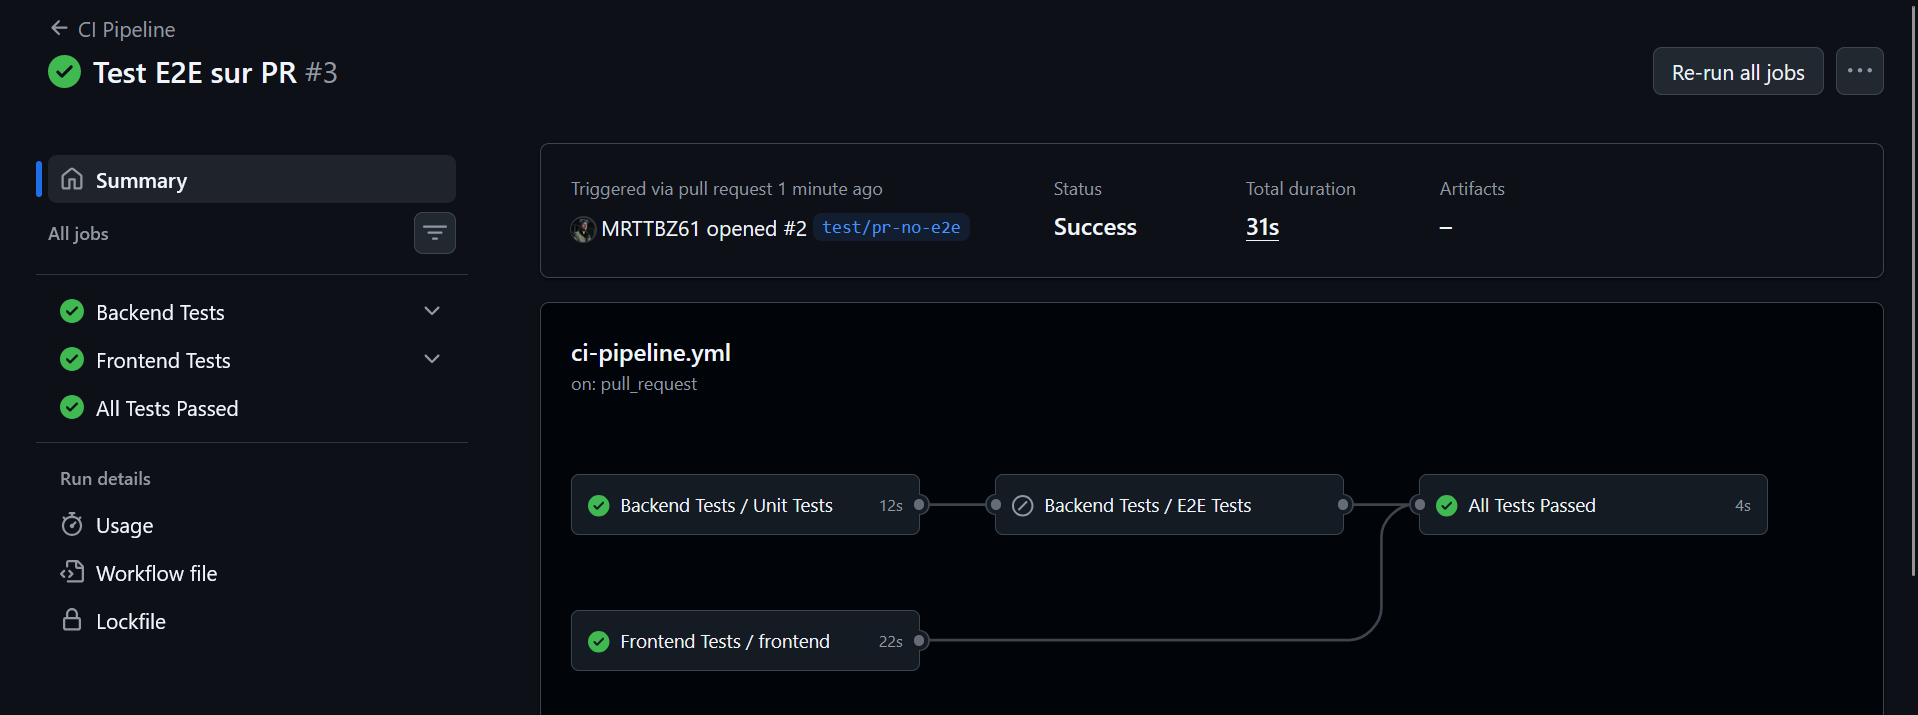 CI Pipeline
Test E2E sur PR #3
Re-run all jobs
Summary
All jobs
Backend Tests
Frontend Tests
All Tests Passed
Run details
Usage
Workflow file
Lockfile
Triggered via pull request 1 minute ago
MRTTBZ61 opened #2 test/pr-no-e2e
Status
Success
Total duration
31s
Artifacts
–
ci-pipeline.yml
on: pull_request
Backend Tests / Unit Tests 12s
Backend Tests / E2E Tests
All Tests Passed 4s
Frontend Tests / frontend 22s